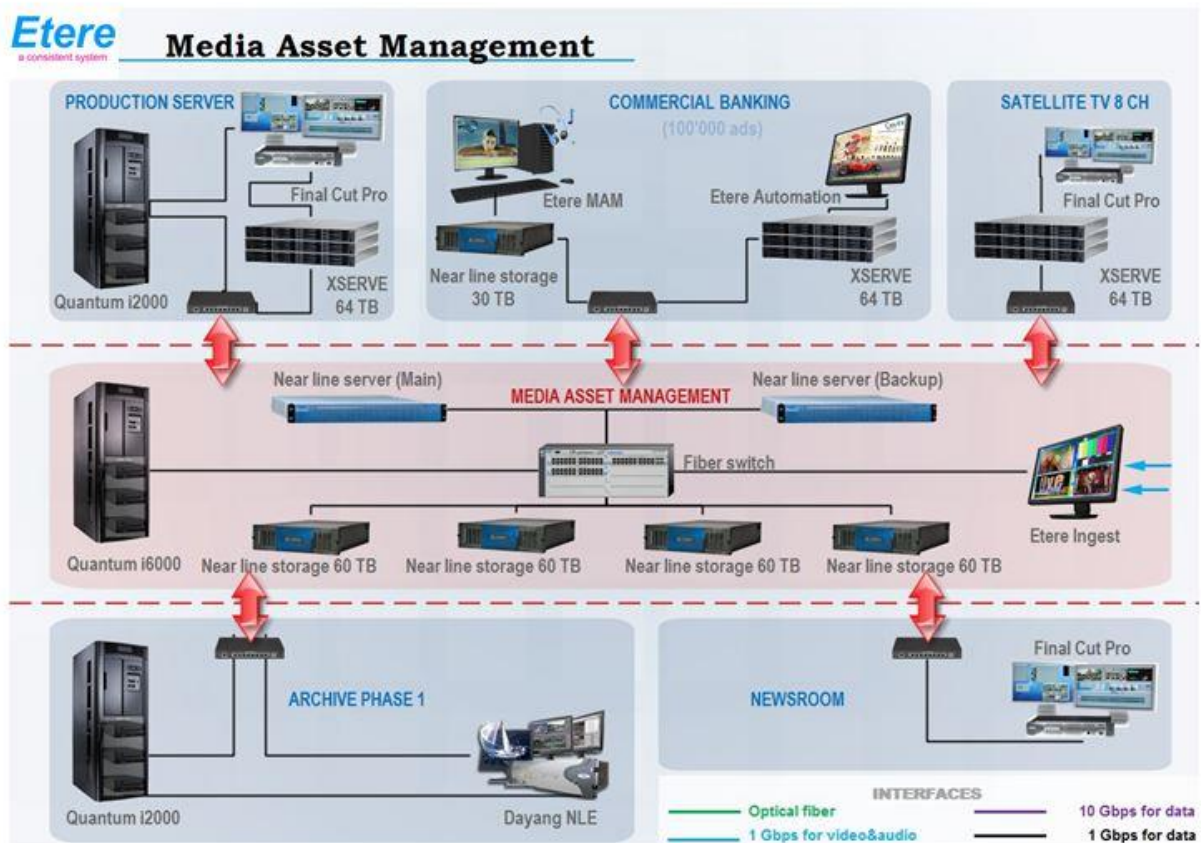 Etere
a consistent system
Media Asset Management
PRODUCTION SERVER
Final Cut Pro
Quantum i2000
XSERVE
64 TB
COMMERCIAL BANKING
(100'000 ads)
Etere MAM
Etere Automation
Near line storage
30 TB
XSERVE
64 TB
SATELLITE TV 8 CH
Final Cut Pro
XSERVE
64 TB
Near line server (Main)
MEDIA ASSET MANAGEMENT
Near line server (Backup)
Fiber switch
Etere Ingest
Quantum i6000
Near line storage 60 TB
Near line storage 60 TB
Near line storage 60 TB
Near line storage 60 TB
ARCHIVE PHASE 1
Quantum i2000
Dayang NLE
NEWSROOM
Final Cut Pro
INTERFACES
Optical fiber
10 Gbps for data
1 Gbps for video&audio
1 Gbps for data